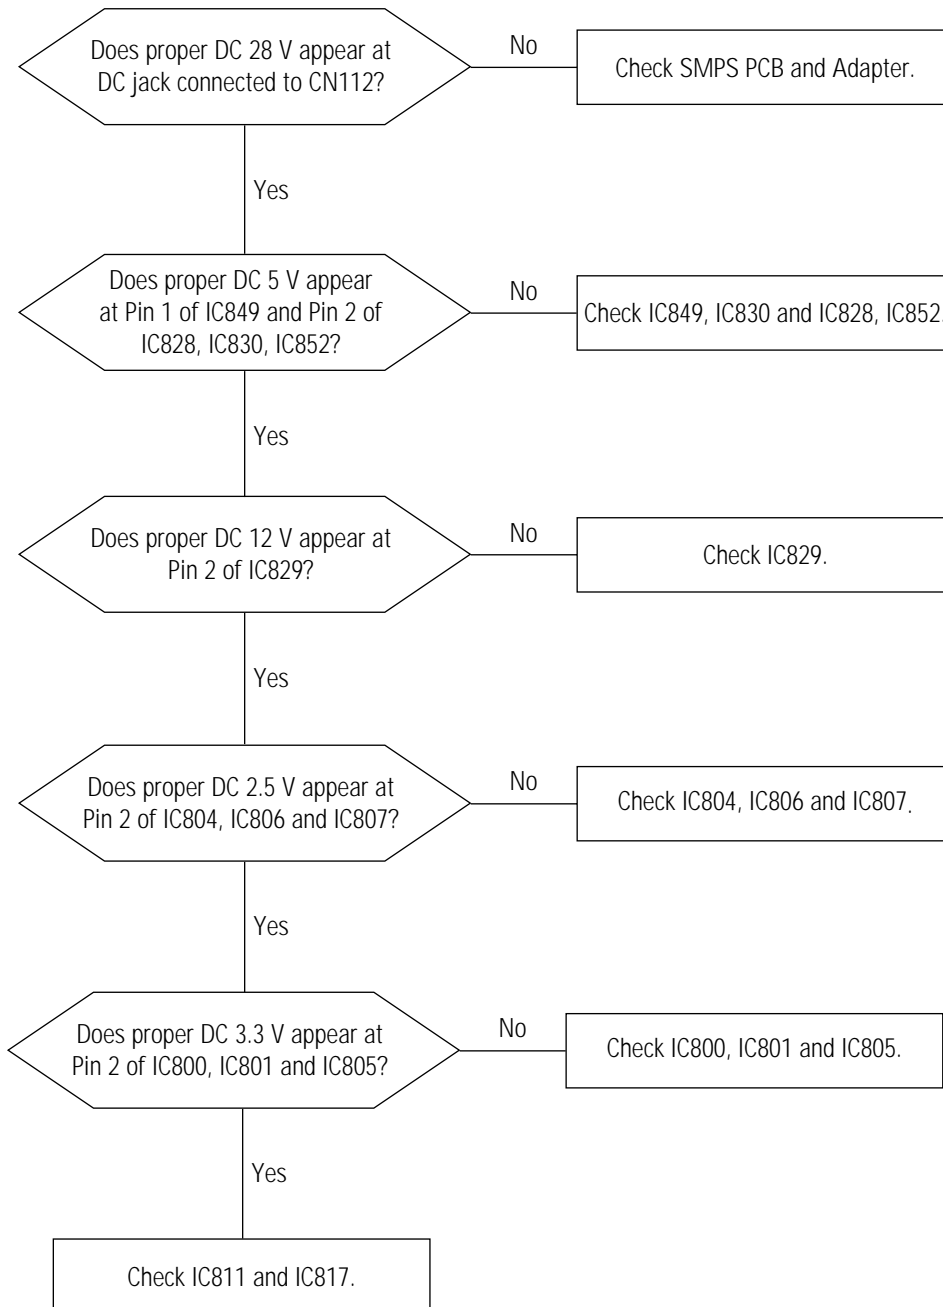 Does proper DC 28 V appear at
DC jack connected to CN112?
No
Check SMPS PCB and Adapter.
Yes
Does proper DC 5 V appear
at Pin 1 of IC849 and Pin 2 of
IC828, IC830, IC852?
No
Check IC849, IC830 and IC828, IC852.
Yes
Does proper DC 12 V appear at
Pin 2 of IC829?
No
Check IC829.
Yes
Does proper DC 2.5 V appear at
Pin 2 of IC804, IC806 and IC807?
No
Check IC804, IC806 and IC807.
Yes
Does proper DC 3.3 V appear at
Pin 2 of IC800, IC801 and IC805?
No
Check IC800, IC801 and IC805.
Yes
Check IC811 and IC817.